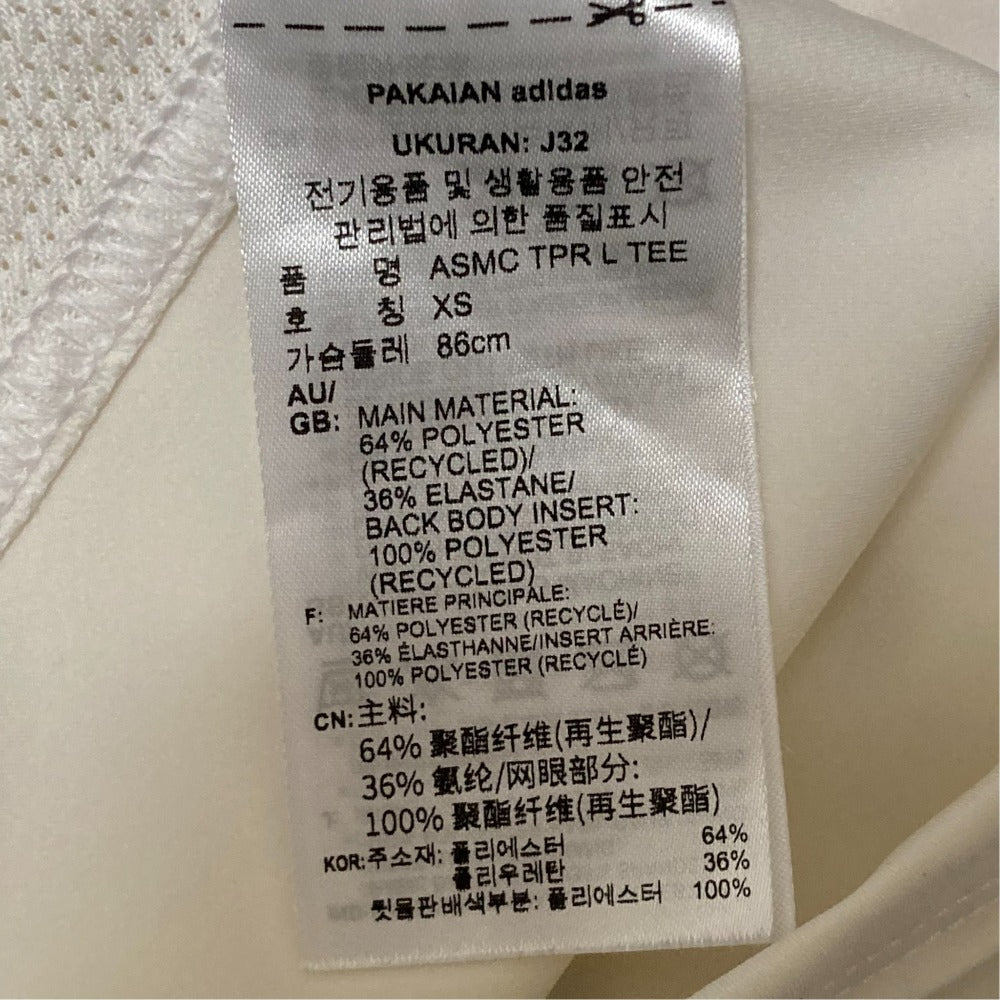 PAKAIAN adidas
UKURAN: J32
전기용품 및 생활용품 안전
관리법에 의한 품질표시
품 명 ASMC TPR L TEE
호 칭 XS
가슴둘레 86cm
AU/
GB: MAIN MATERIAL:
64% POLYESTER
(RECYCLED)/
36% ELASTANE/
BACK BODY INSERT:
100% POLYESTER
(RECYCLED)
F: MATIERE PRINCIPALE:
64% POLYESTER (RECYCLÉ)/
36% ÉLASTHANNE/INSERT ARRIÈRE:
100% POLYESTER (RECYCLÉ)
CN: 主料:
64% 聚酯纤维(再生聚酯)/
36% 氨纶/网眼部分:
100% 聚酯纤维(再生聚酯)
KOR: 주소재: 폴리에스터 64%
폴리우레탄 36%
뒷몸판배색부분: 폴리에스터 100%